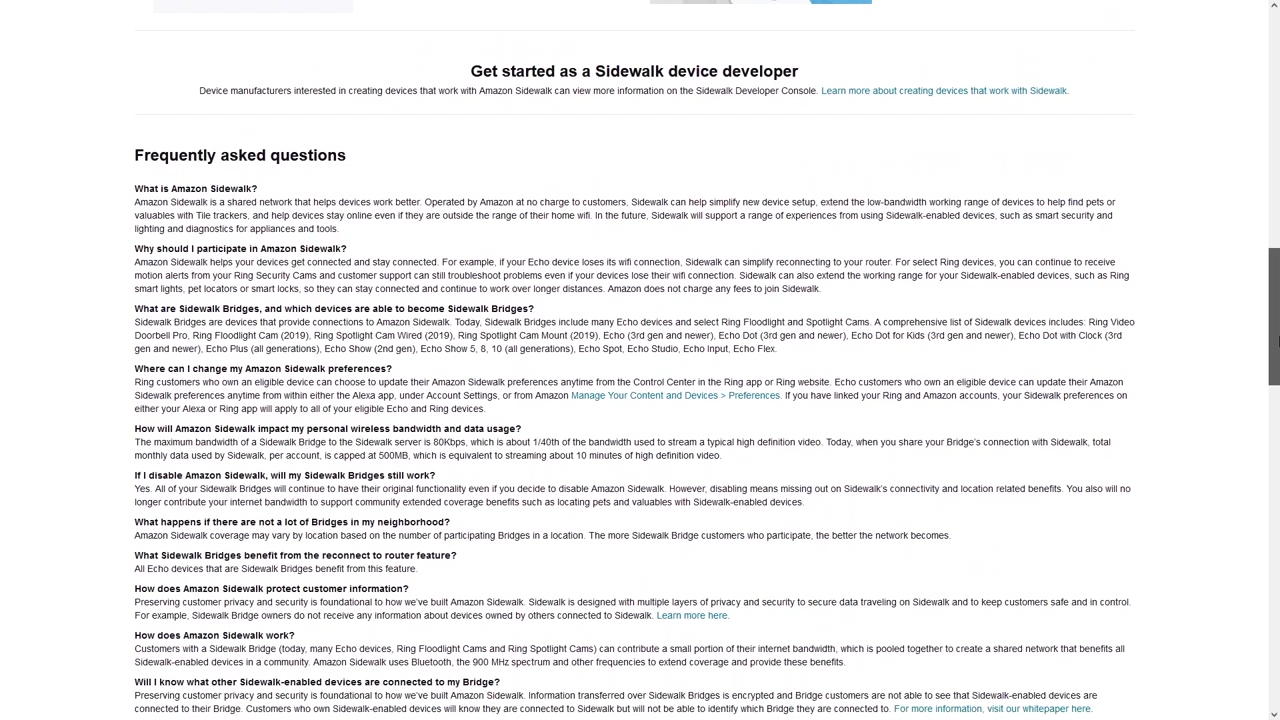 Get started as a Sidewalk device developer
Device manufacturers interested in creating devices that work with Amazon Sidewalk can view more information on the Sidewalk Developer Console. Learn more about creating devices that work with Sidewalk.
Frequently asked questions
What is Amazon Sidewalk?
Amazon Sidewalk is a shared network that helps devices work better. Operated by Amazon at no charge to customers, Sidewalk can help simplify new device setup, extend the low-bandwidth working range of devices to help find pets or
valuables with Tile trackers, and help devices stay online even if they are outside the range of their home wifi. In the future, Sidewalk will support a range of experiences from using Sidewalk-enabled devices, such as smart security and
lighting and diagnostics for appliances and tools.
Why should I participate in Amazon Sidewalk?
Amazon Sidewalk helps your devices get connected and stay connected. For example, if your Echo device loses its wifi connection, Sidewalk can simplify reconnecting to your router. For select Ring devices, you can continue to receive
motion alerts from your Ring Security Cams and customer support can still troubleshoot problems even if your devices lose their wifi connection. Sidewalk can also extend the working range for your Sidewalk-enabled devices, such as Ring
smart lights, pet locators or smart locks, so they can stay connected and continue to work over longer distances. Amazon does not charge any fees to join Sidewalk.
What are Sidewalk Bridges, and which devices are able to become Sidewalk Bridges?
Sidewalk Bridges are devices that provide connections to Amazon Sidewalk. Today, Sidewalk Bridges include many Echo devices and select Ring Floodlight and Spotlight Cams. A comprehensive list of Sidewalk devices includes: Ring Video
Doorbell Pro, Ring Floodlight Cam (2019), Ring Spotlight Cam Wired (2019), Ring Spotlight Cam Mount (2019), Echo (3rd gen and newer), Echo Dot (3rd gen and newer), Echo Dot for Kids (3rd gen and newer), Echo Dot with Clock (3rd
gen and newer), Echo Plus (all generations), Echo Show (2nd gen), Echo Show 5, 8, 10 (all generations), Echo Spot, Echo Studio, Echo Input, Echo Flex.
Where can I change my Amazon Sidewalk preferences?
Ring customers who own an eligible device can choose to update their Amazon Sidewalk preferences anytime from the Control Center in the Ring app or Ring website. Echo customers who own an eligible device can update their Amazon
Sidewalk preferences anytime from within either the Alexa app, under Account Settings, or from Amazon Manage Your Content and Devices > Preferences. If you have linked your Ring and Amazon accounts, your Sidewalk preferences on
either your Alexa or Ring app will apply to all of your eligible Echo and Ring devices.
How will Amazon Sidewalk impact my personal wireless bandwidth and data usage?
The maximum bandwidth of a Sidewalk Bridge to the Sidewalk server is 80Kbps, which is about 1/40th of the bandwidth used to stream a typical high definition video. Today, when you share your Bridge's connection with Sidewalk, total
monthly data used by Sidewalk, per account, is capped at 500MB, which is equivalent to streaming about 10 minutes of high definition video.
If I disable Amazon Sidewalk, will my Sidewalk Bridges still work?
Yes. All of your Sidewalk Bridges will continue to have their original functionality even if you decide to disable Amazon Sidewalk. However, disabling means missing out on Sidewalk's connectivity and location related benefits. You also will no
longer contribute your internet bandwidth to support community extended coverage benefits such as locating pets and valuables with Sidewalk-enabled devices.
What happens if there are not a lot of Bridges in my neighborhood?
Amazon Sidewalk coverage may vary by location based on the number of participating Bridges in a location. The more Sidewalk Bridge customers who participate, the better the network becomes.
What Sidewalk Bridges benefit from the reconnect to router feature?
All Echo devices that are Sidewalk Bridges benefit from this feature.
How does Amazon Sidewalk protect customer information?
Preserving customer privacy and security is foundational to how we've built Amazon Sidewalk. Sidewalk is designed with multiple layers of privacy and security to secure data traveling on Sidewalk and to keep customers safe and in control.
For example, Sidewalk Bridge owners do not receive any information about devices owned by others connected to Sidewalk. Learn more here.
How does Amazon Sidewalk work?
Customers with a Sidewalk Bridge (today, many Echo devices, Ring Floodlight Cams and Ring Spotlight Cams) can contribute a small portion of their internet bandwidth, which is pooled together to create a shared network that benefits all
Sidewalk-enabled devices in a community. Amazon Sidewalk uses Bluetooth, the 900 MHz spectrum and other frequencies to extend coverage and provide these benefits.
Will I know what other Sidewalk-enabled devices are connected to my Bridge?
Preserving customer privacy and security is foundational to how we've built Amazon Sidewalk. Information transferred over Sidewalk Bridges is encrypted and Bridge customers are not able to see that Sidewalk-enabled devices are
connected to their Bridge. Customers who own Sidewalk-enabled devices will know they are connected to Sidewalk but will not be able to identify which Bridge they are connected to. For more information, visit our whitepaper here.